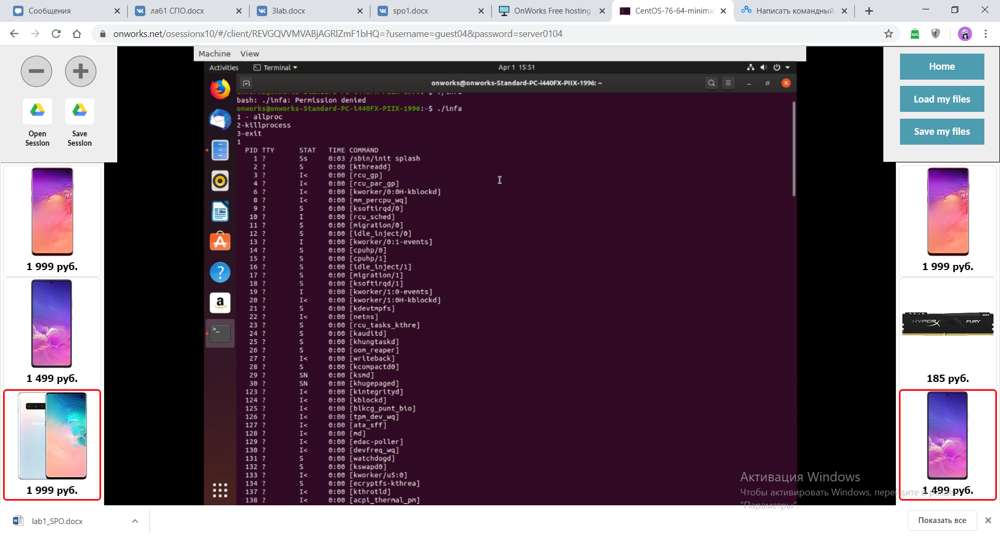 Сообщения
лаб1 СПО.docx
3lab.docx
spo1.docx
OnWorks Free hosting
CentOS-76-64-minimal
Написатъ командный
onworks.net/osessionx10/#/client/REVGQVVMVABjAGRlZmF1bHQ=?username=guest04&password=server0104
Open
Session
Save
Session
Home
Load my files
Save my files
Machine View
Activities Terminal Apr 1 15:51
onworks@onworks-Standard-PC-i440FX-PIIX-1996: ~
bash: ./infa: Permission denied
onworks@onworks-Standard-PC-i440FX-PIIX-1996:~$ ./infa
1 - allproc
2-killprocess
3-exit
1
PID TTY STAT TIME COMMAND
1 ? Ss 0:03 /sbin/init splash
2 ? S 0:00 [kthreadd]
3 ? I< 0:00 [rcu_gp]
4 ? I< 0:00 [rcu_par_gp]
6 ? I< 0:00 [kworker/0:0H-kblockd]
8 ? I< 0:00 [mm_percpu_wq]
9 ? S 0:00 [ksoftirqd/0]
10 ? I 0:00 [rcu_sched]
11 ? S 0:00 [migration/0]
12 ? S 0:00 [idle_inject/0]
13 ? I 0:00 [kworker/0:1-events]
14 ? S 0:00 [cpuhp/0]
15 ? S 0:00 [cpuhp/1]
16 ? S 0:00 [idle_inject/1]
17 ? S 0:00 [migration/1]
18 ? S 0:00 [ksoftirqd/1]
19 ? I 0:00 [kworker/1:0-events]
20 ? I< 0:00 [kworker/1:0H-kblockd]
21 ? S 0:00 [kdevtmpfs]
22 ? I< 0:00 [netns]
23 ? S 0:00 [rcu_tasks_kthre]
24 ? S 0:00 [kauditd]
25 ? S 0:00 [khungtaskd]
26 ? S 0:00 [oom_reaper]
27 ? I< 0:00 [writeback]
28 ? S 0:00 [kcompactd0]
29 ? SN 0:00 [ksmd]
30 ? SN 0:00 [khugepaged]
123 ? I< 0:00 [kintegrityd]
124 ? I< 0:00 [kblockd]
125 ? I< 0:00 [blkcg_punt_bio]
126 ? I< 0:00 [tpm_dev_wq]
127 ? I< 0:00 [ata_sff]
128 ? I< 0:00 [md]
129 ? I< 0:00 [edac-poller]
130 ? I< 0:00 [devfreq_wq]
131 ? S 0:00 [watchdogd]
132 ? S 0:00 [kswapd0]
133 ? I< 0:00 [kworker/u5:0]
134 ? S 0:00 [ecryptfs-kthrea]
137 ? I< 0:00 [kthrotld]
138 ? I< 0:00 [acpi_thermal_pm]
1 999 руб.
1 499 руб.
SAMSUNG
1 999 руб.
1 999 руб.
HYPERX FURY DDR4
185 руб.
1 499 руб.
Активация Windows
Чтобы активировать Windows, перейдите в раздел
"Параметры".
lab1_SPO.docx
Показать все